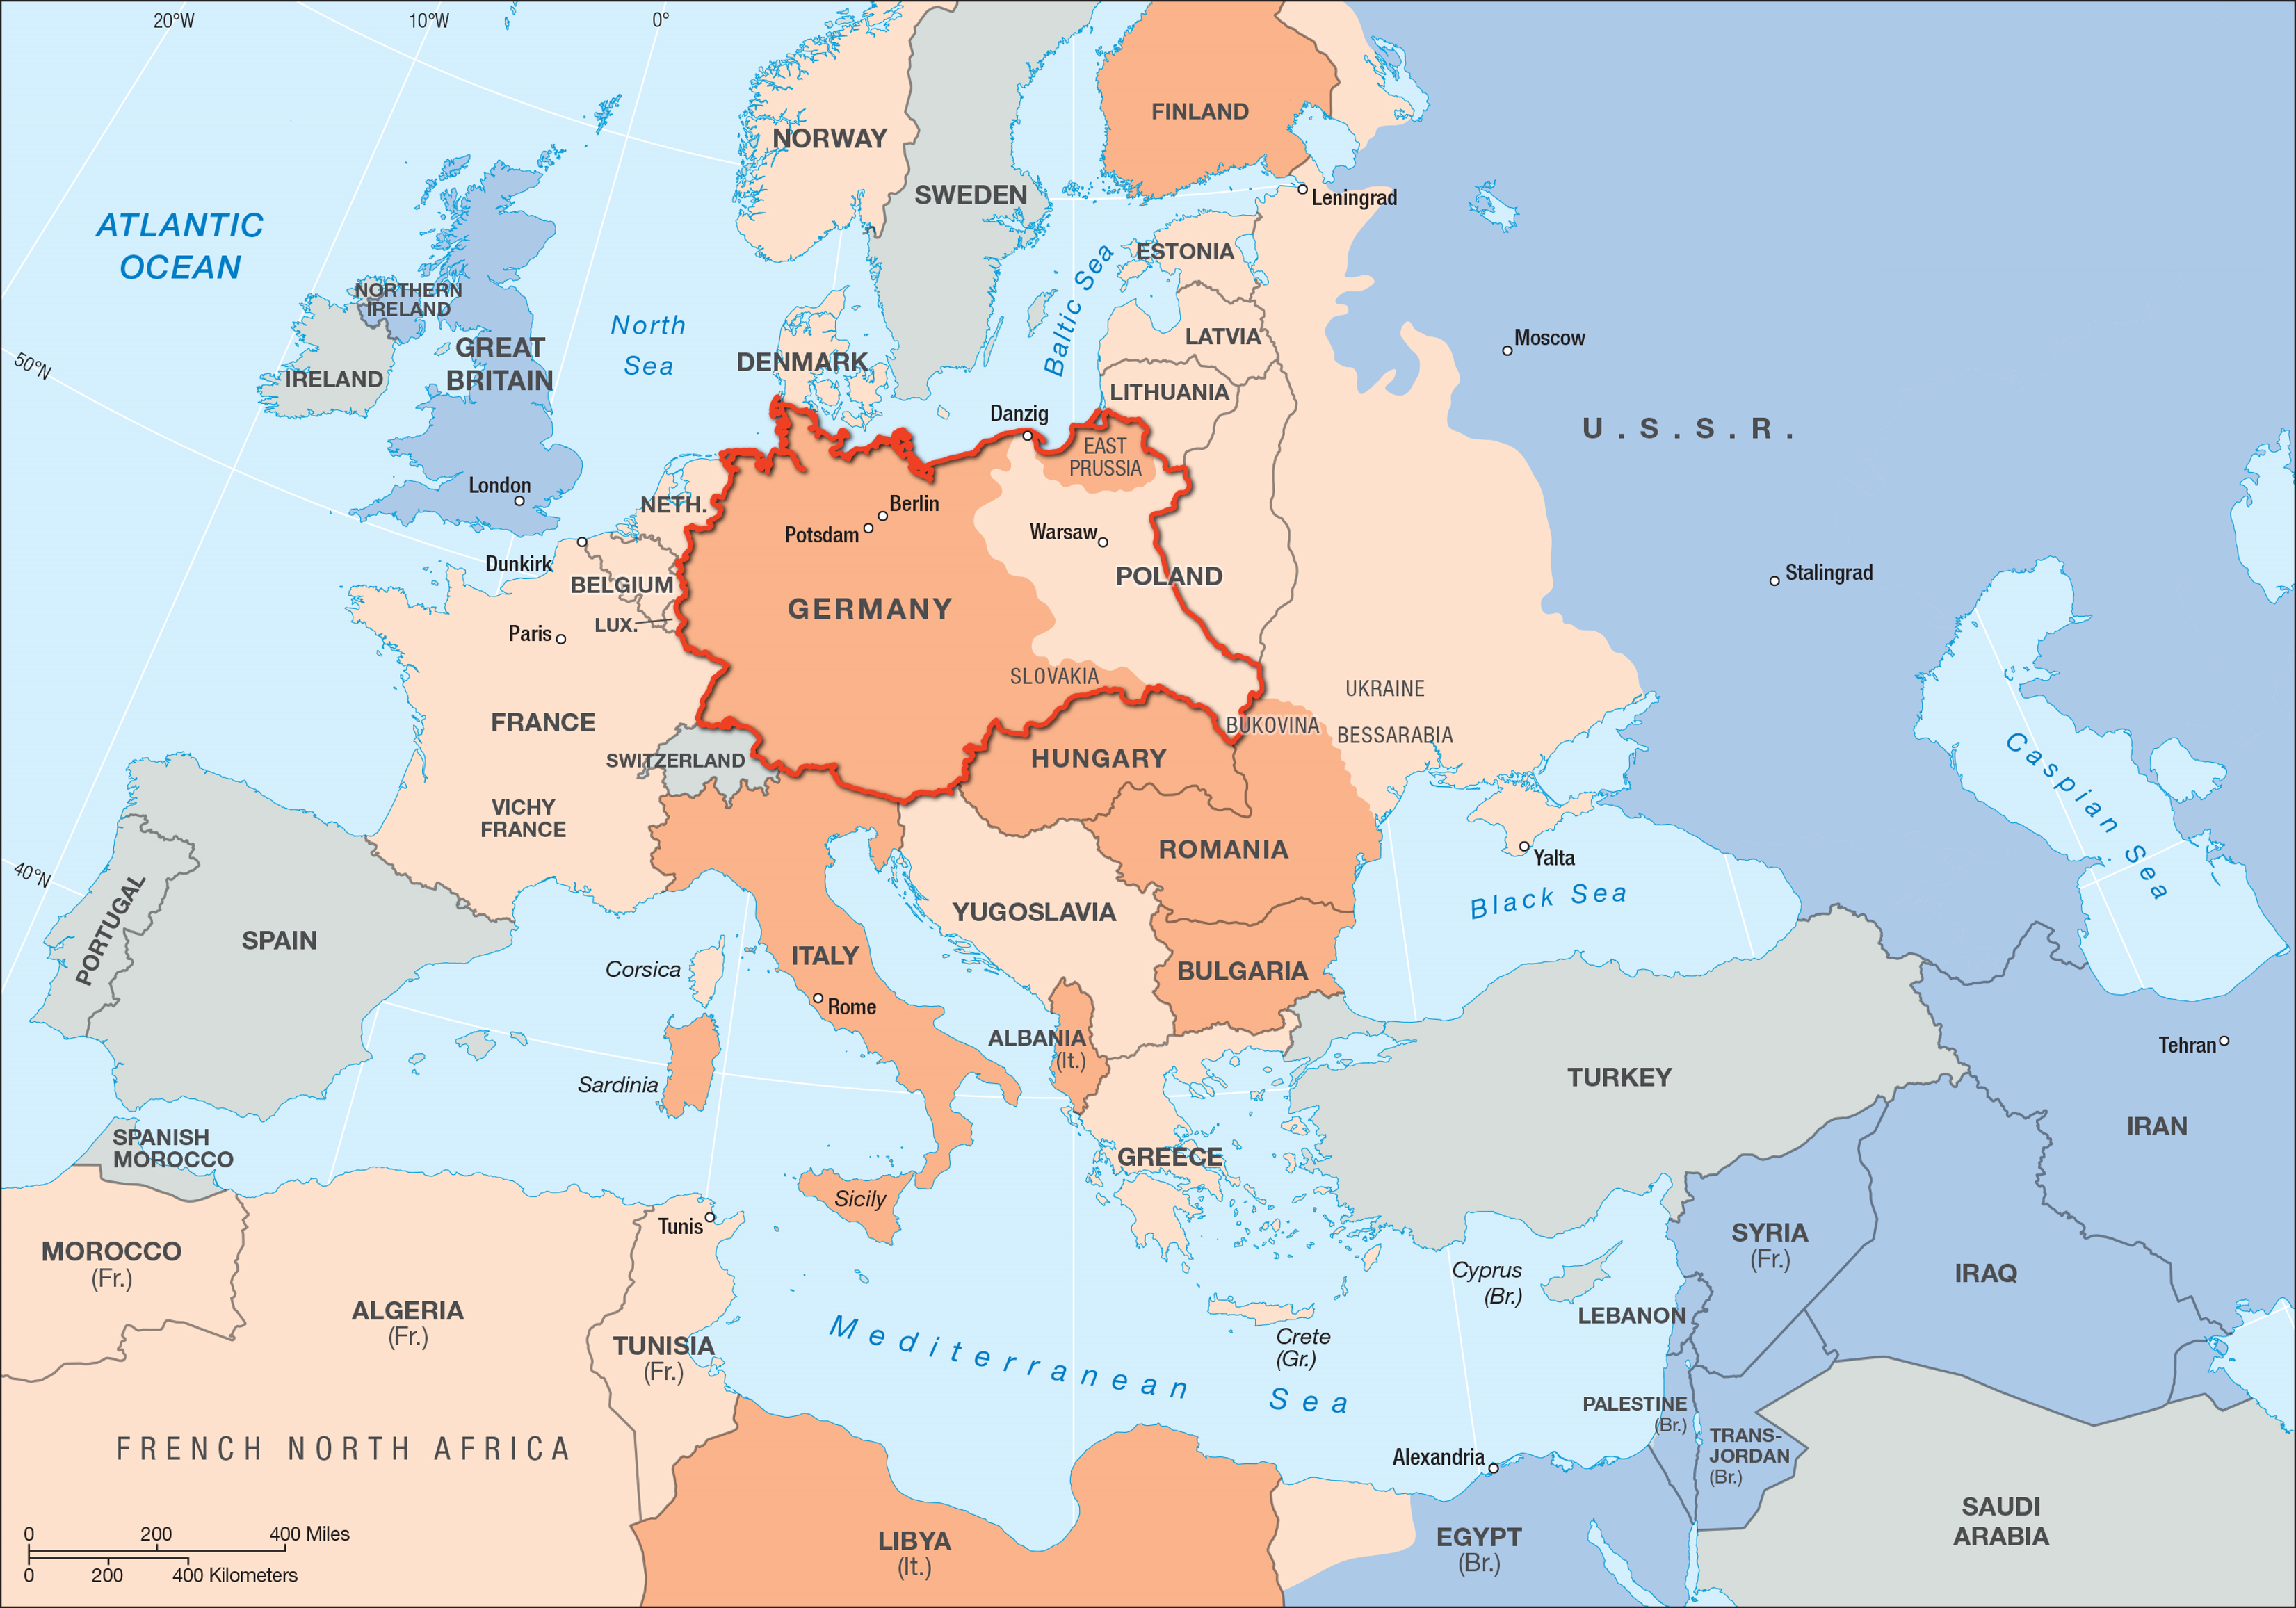 20°W
10°W
0°
NORWAY
FINLAND
SWEDEN
Leningrad
ATLANTIC
OCEAN
ESTONIA
Baltic Sea
NORTHERN
IRELAND
North
Sea
LATVIA
Moscow
GREAT
BRITAIN
50°N
IRELAND
DENMARK
LITHUANIA
U.S.S.R.
Danzig
EAST
PRUSSIA
London
NETH.
Berlin
Potsdam
Warsaw
Dunkirk
BELGIUM
POLAND
Stalingrad
GERMANY
LUX.
Paris
SLOVAKIA
UKRAINE
FRANCE
BUKOVINA
BESSARABIA
SWITZERLAND
HUNGARY
Caspian Sea
VICHY
FRANCE
ROMANIA
Yalta
40°N
Black Sea
PORTUGAL
SPAIN
YUGOSLAVIA
ITALY
Corsica
BULGARIA
Rome
ALBANIA
(It.)
Tehran
Sardinia
TURKEY
IRAN
SPANISH
MOROCCO
GREECE
Sicily
Tunis
SYRIA
(Fr.)
MOROCCO
(Fr.)
Cyprus
(Br.)
IRAQ
ALGERIA
(Fr.)
LEBANON
TUNISIA
(Fr.)
Mediterranean
Sea
Crete
(Gr.)
PALESTINE
(Br.)
TRANS-
JORDAN
(Br.)
FRENCH NORTH AFRICA
Alexandria
SAUDI
ARABIA
LIBYA
(It.)
EGYPT
(Br.)
0 200 400 Miles
0 200 400 Kilometers